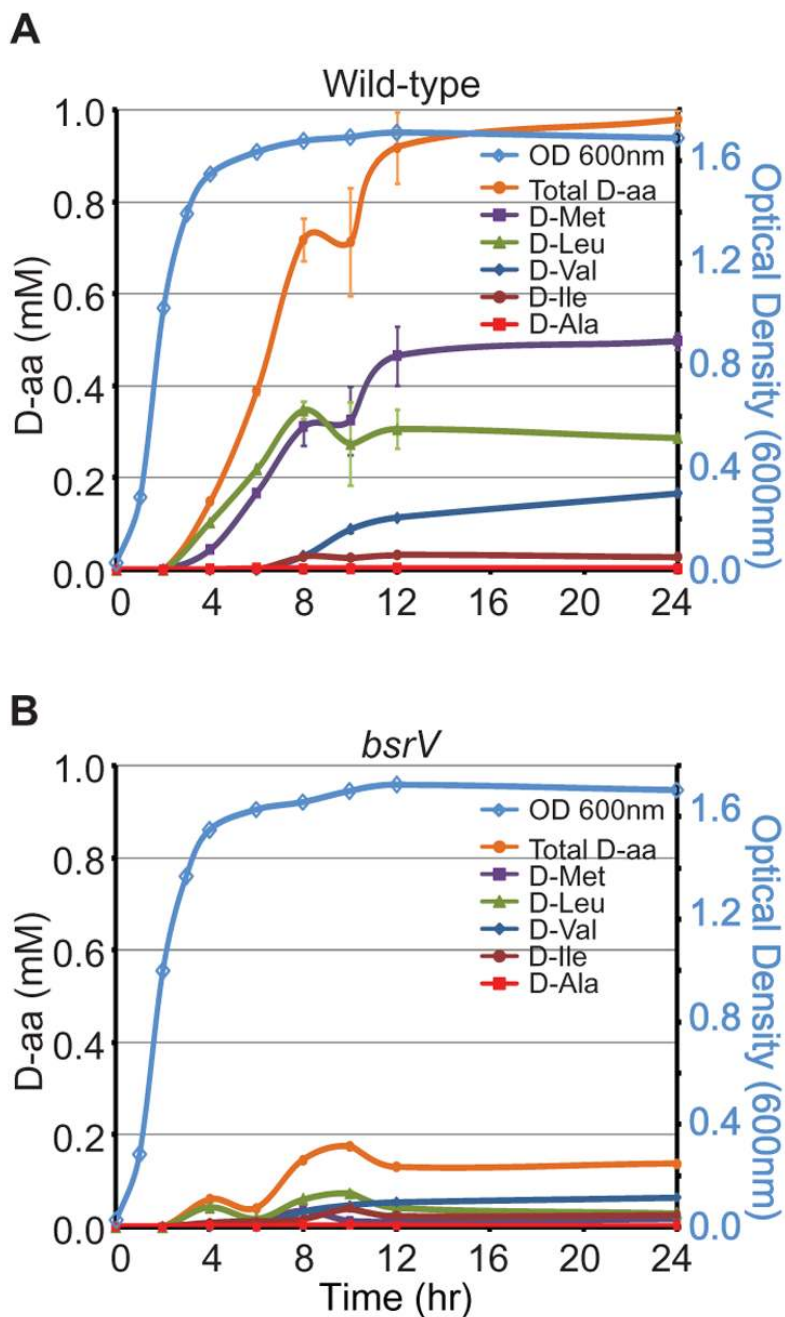 A
Wild-type
1.0
0.8
0.6
0.4
0.2
0.0
D-aa (mM)
OD 600nm
Total D-aa
D-Met
D-Leu
D-Val
D-Ile
D-Ala
1.6
1.2
0.8
0.4
0.0
Optical Density (600nm)
0 4 8 12 16 20 24
B
bsrV
1.0
0.8
0.6
0.4
0.2
0.0
D-aa (mM)
OD 600nm
Total D-aa
D-Met
D-Leu
D-Val
D-Ile
D-Ala
1.6
1.2
0.8
0.4
0.0
Optical Density (600nm)
0 4 8 12 16 20 24
Time (hr)